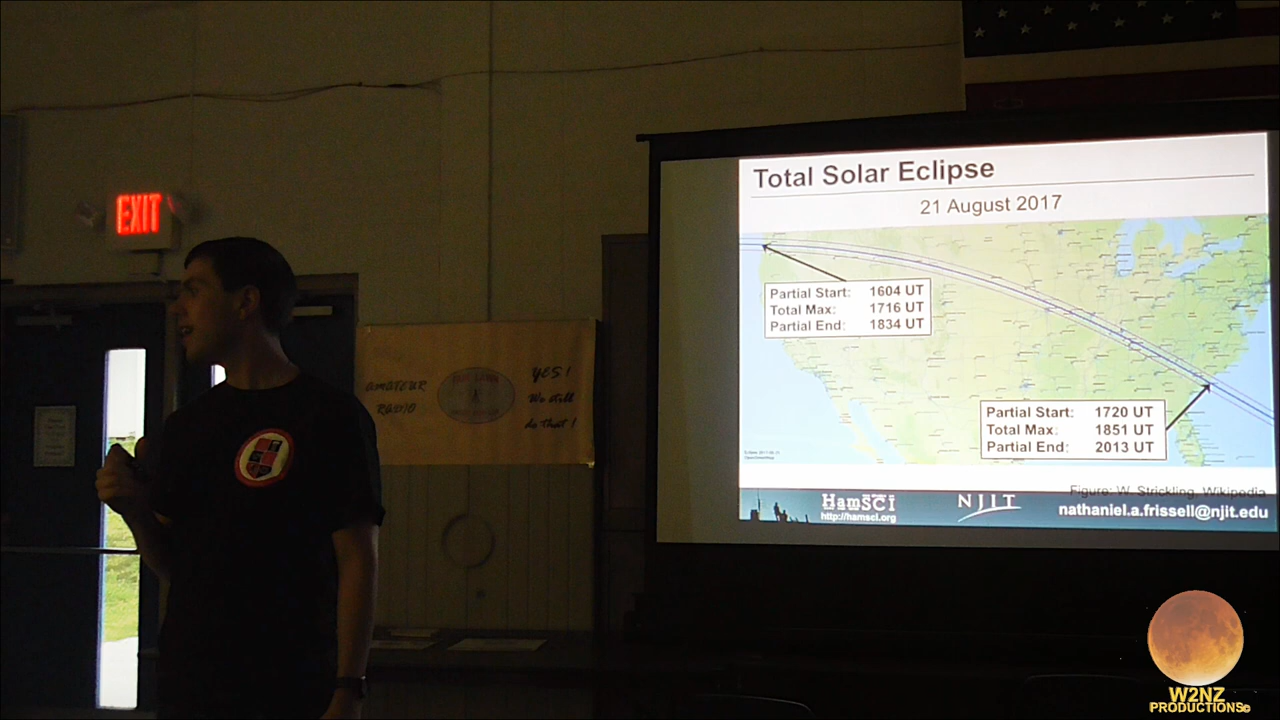 EXIT
AMATEUR
RADIO
YES!
We still
do That!
Total Solar Eclipse
21 August 2017
Partial Start: 1604 UT
Total Max: 1716 UT
Partial End: 1834 UT
Partial Start: 1720 UT
Total Max: 1851 UT
Partial End: 2013 UT
Figure: W. Strickling, Wikipedia
HamSCI
http://hamsci.org
NJIT
nathaniel.a.frissell@njit.edu
W2NZ
PRODUCTIONS©